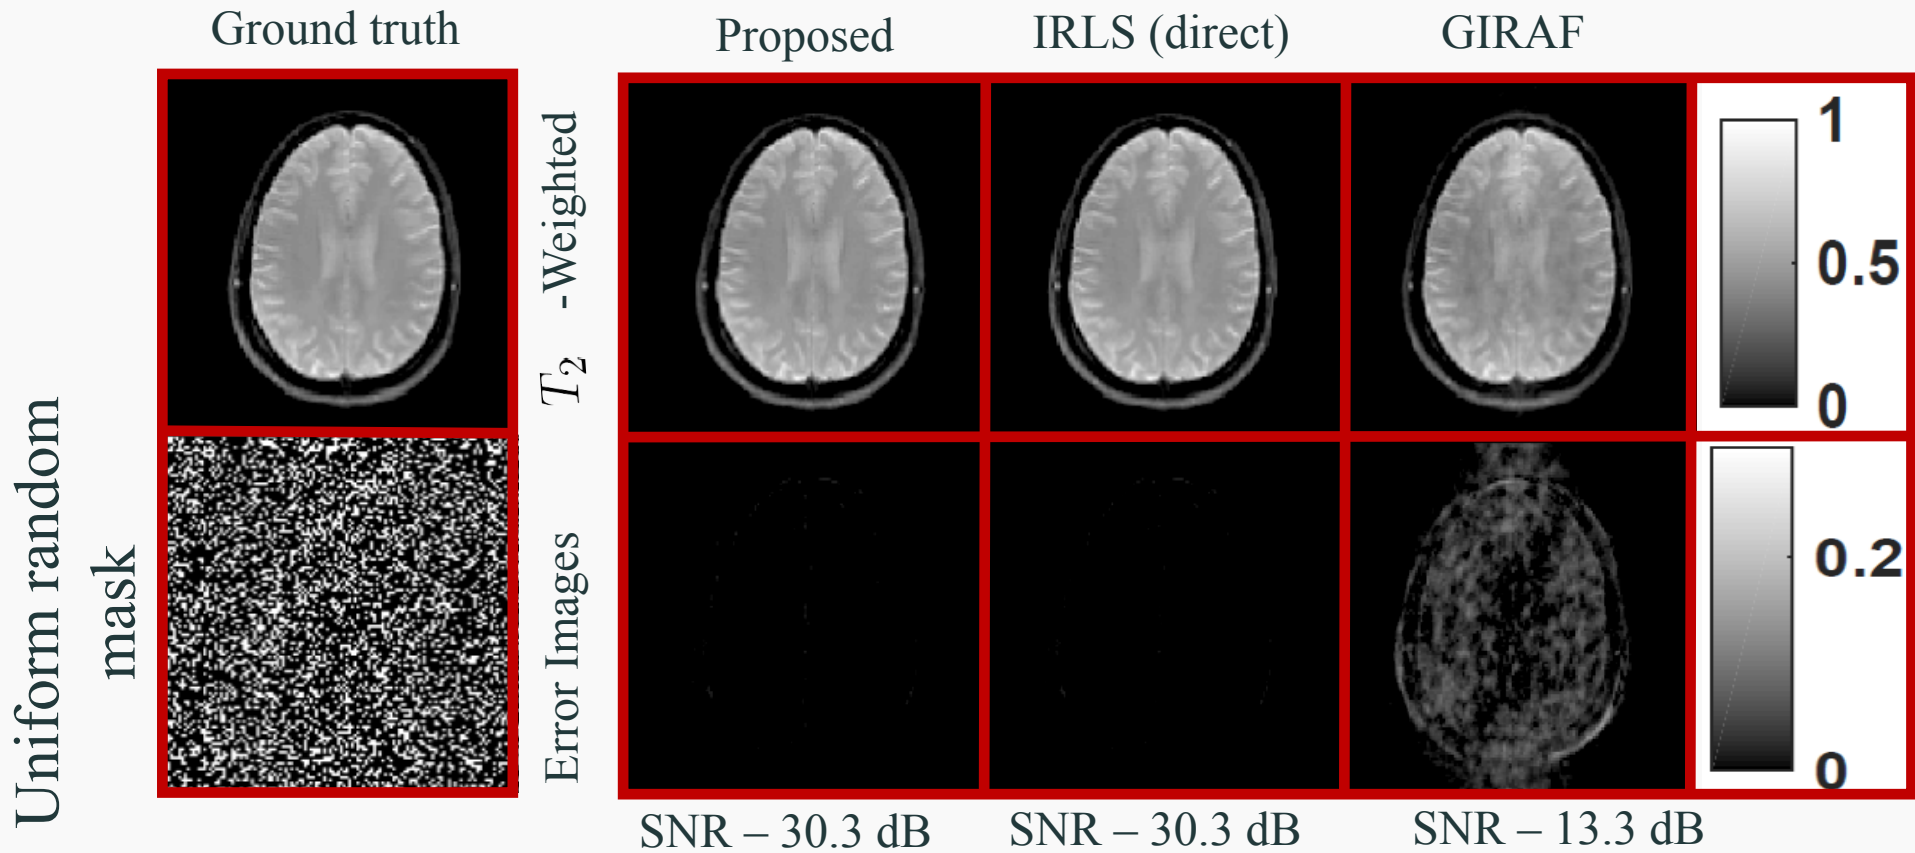 Ground truth
Proposed
IRLS (direct)
GIRAF
T2 -Weighted
1
0.5
0
Uniform random
mask
Error Images
0.2
0
SNR – 30.3 dB
SNR – 30.3 dB
SNR – 13.3 dB